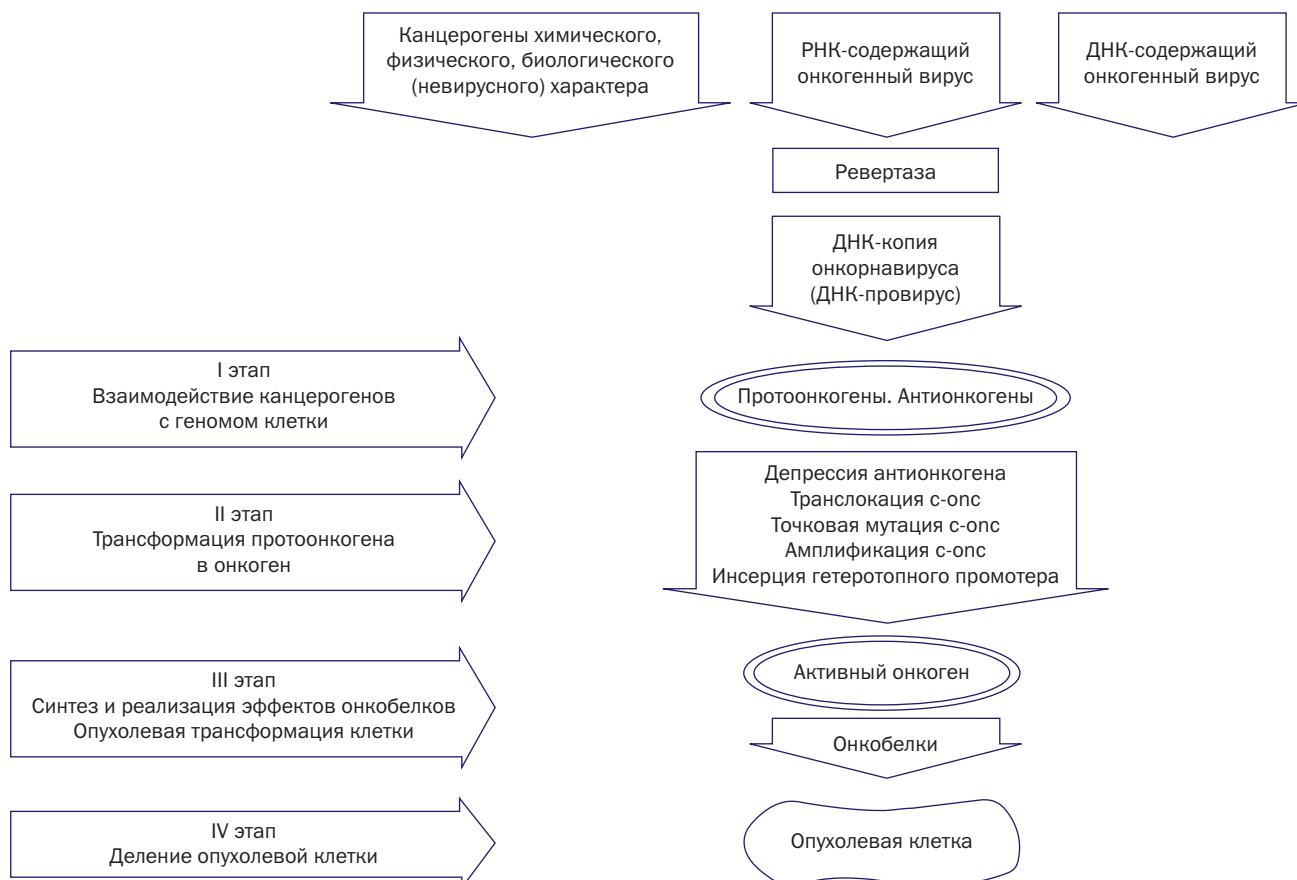 Канцерогены химического,
физического, биологического
(невирусного) характера
РНК-содержащий
онкогенный вирус
ДНК-содержащий
онкогенный вирус
Ревертаза
ДНК-копия
онкорнавируса
(ДНК-провирус)
I этап
Взаимодействие канцерогенов
с геномом клетки
Протоонкогены. Антионкогены
II этап
Трансформация протоонкогена
в онкоген
Депрессия антионкогена
Транслокация c-onc
Точковая мутация c-onc
Амплификация c-onc
Инсерция гетеротопного промотера
III этап
Синтез и реализация эффектов онкобелков
Опухолевая трансформация клетки
Активный онкоген
Онкобелки
IV этап
Деление опухолевой клетки
Опухолевая клетка